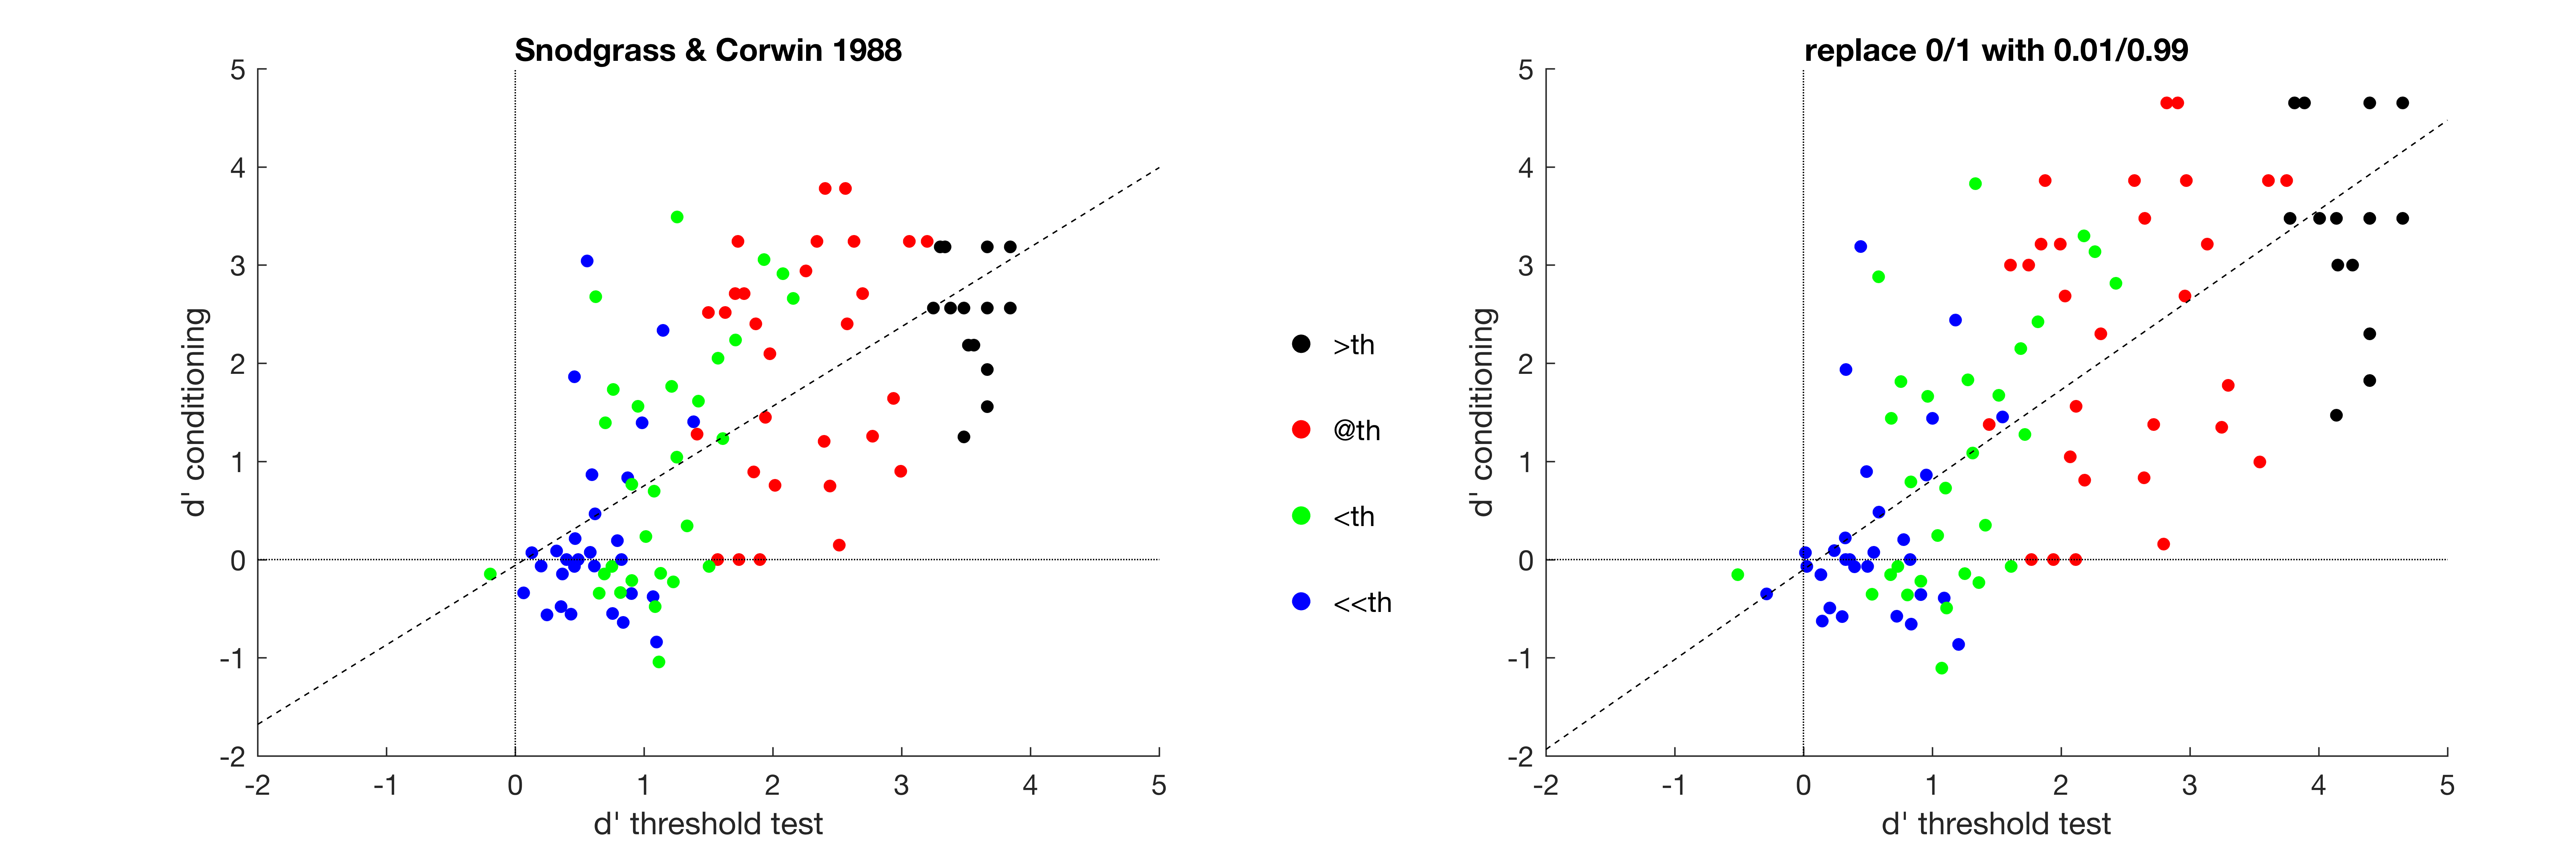 Snodgrass & Corwin 1988
5
4
3
2
1
0
-1
-2
d' conditioning
-2 -1 0 1 2 3 4 5
d' threshold test
>th
@th
<th
<<th
replace 0/1 with 0.01/0.99
5
4
3
2
1
0
-1
-2
d' conditioning
-2 -1 0 1 2 3 4 5
d' threshold test